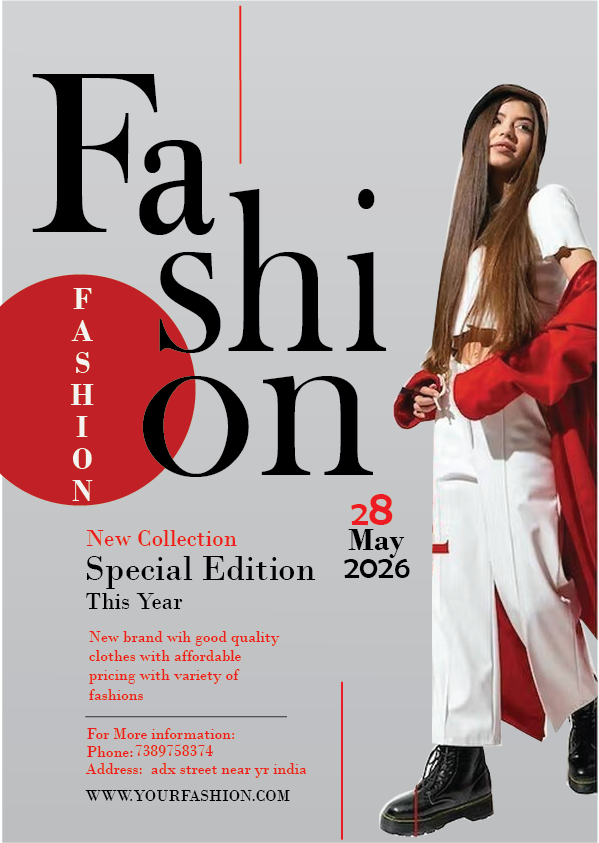 Fa
shi
on
FASHION
28
May
2026
New Collection
Special Edition
This Year
New brand wih good quality
clothes with affordable
pricing with variety of
fashions
For More information:
Phone:7389758374
Address: adx street near yr india
WWW.YOURFASHION.COM